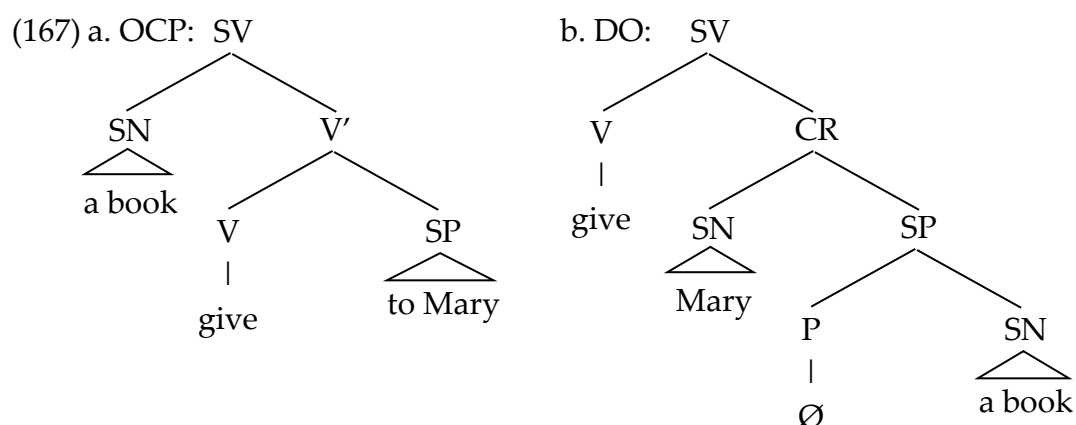 (167) a. OCP: SV b. DO: SV
SN V′ V CR
a book give
V SP SN SP
give to Mary Mary
P SN
Ø a book